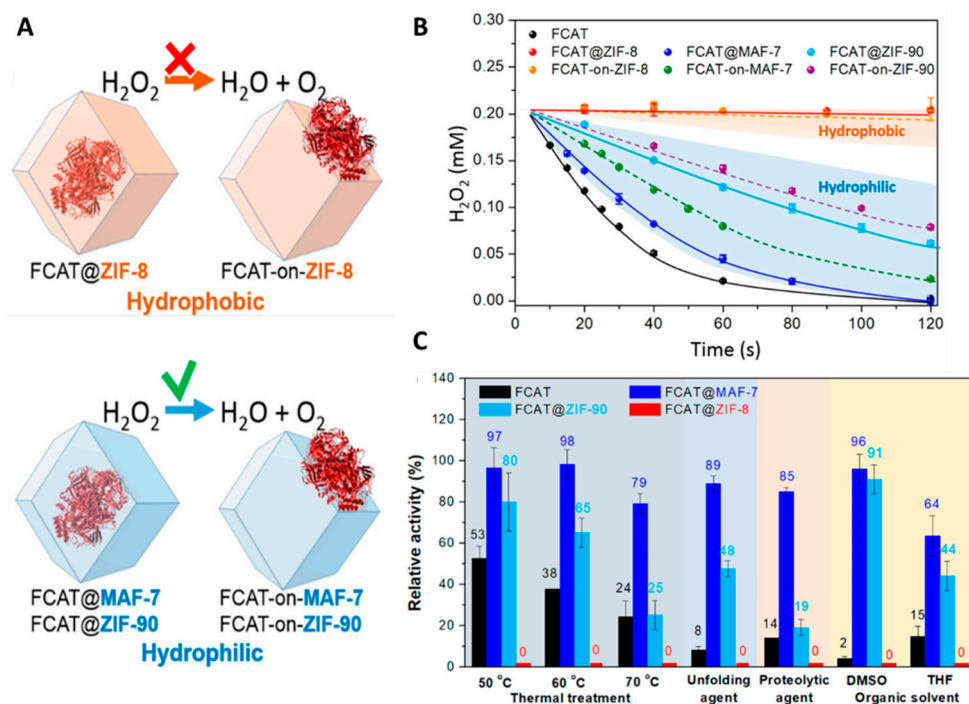 A
H2O2 H2O + O2
FCAT@ZIF-8 FCAT-on-ZIF-8
Hydrophobic
H2O2 H2O + O2
FCAT@MAF-7 FCAT-on-MAF-7
FCAT@ZIF-90 FCAT-on-ZIF-90
Hydrophilic
B
0.30
0.25
0.20
0.15
0.10
0.05
0.00
H2O2 (mM)
FCAT
FCAT@ZIF-8 FCAT@MAF-7 FCAT@ZIF-90
FCAT-on-ZIF-8 FCAT-on-MAF-7 FCAT-on-ZIF-90
Hydrophobic
Hydrophilic
0 20 40 60 80 100 120
Time (s)
C
140
120
100
80
60
40
20
0
Relative activity (%)
FCAT FCAT@MAF-7
FCAT@ZIF-90 FCAT@ZIF-8
53 97 80 0
38 98 65 0
24 79 25 0
8 89 48 0
14 85 19 0
2 96 91 0
15 64 44 0
50 °C 60 °C 70 °C Unfolding Proteolytic DMSO THF
Thermal treatment agent agent Organic solvent